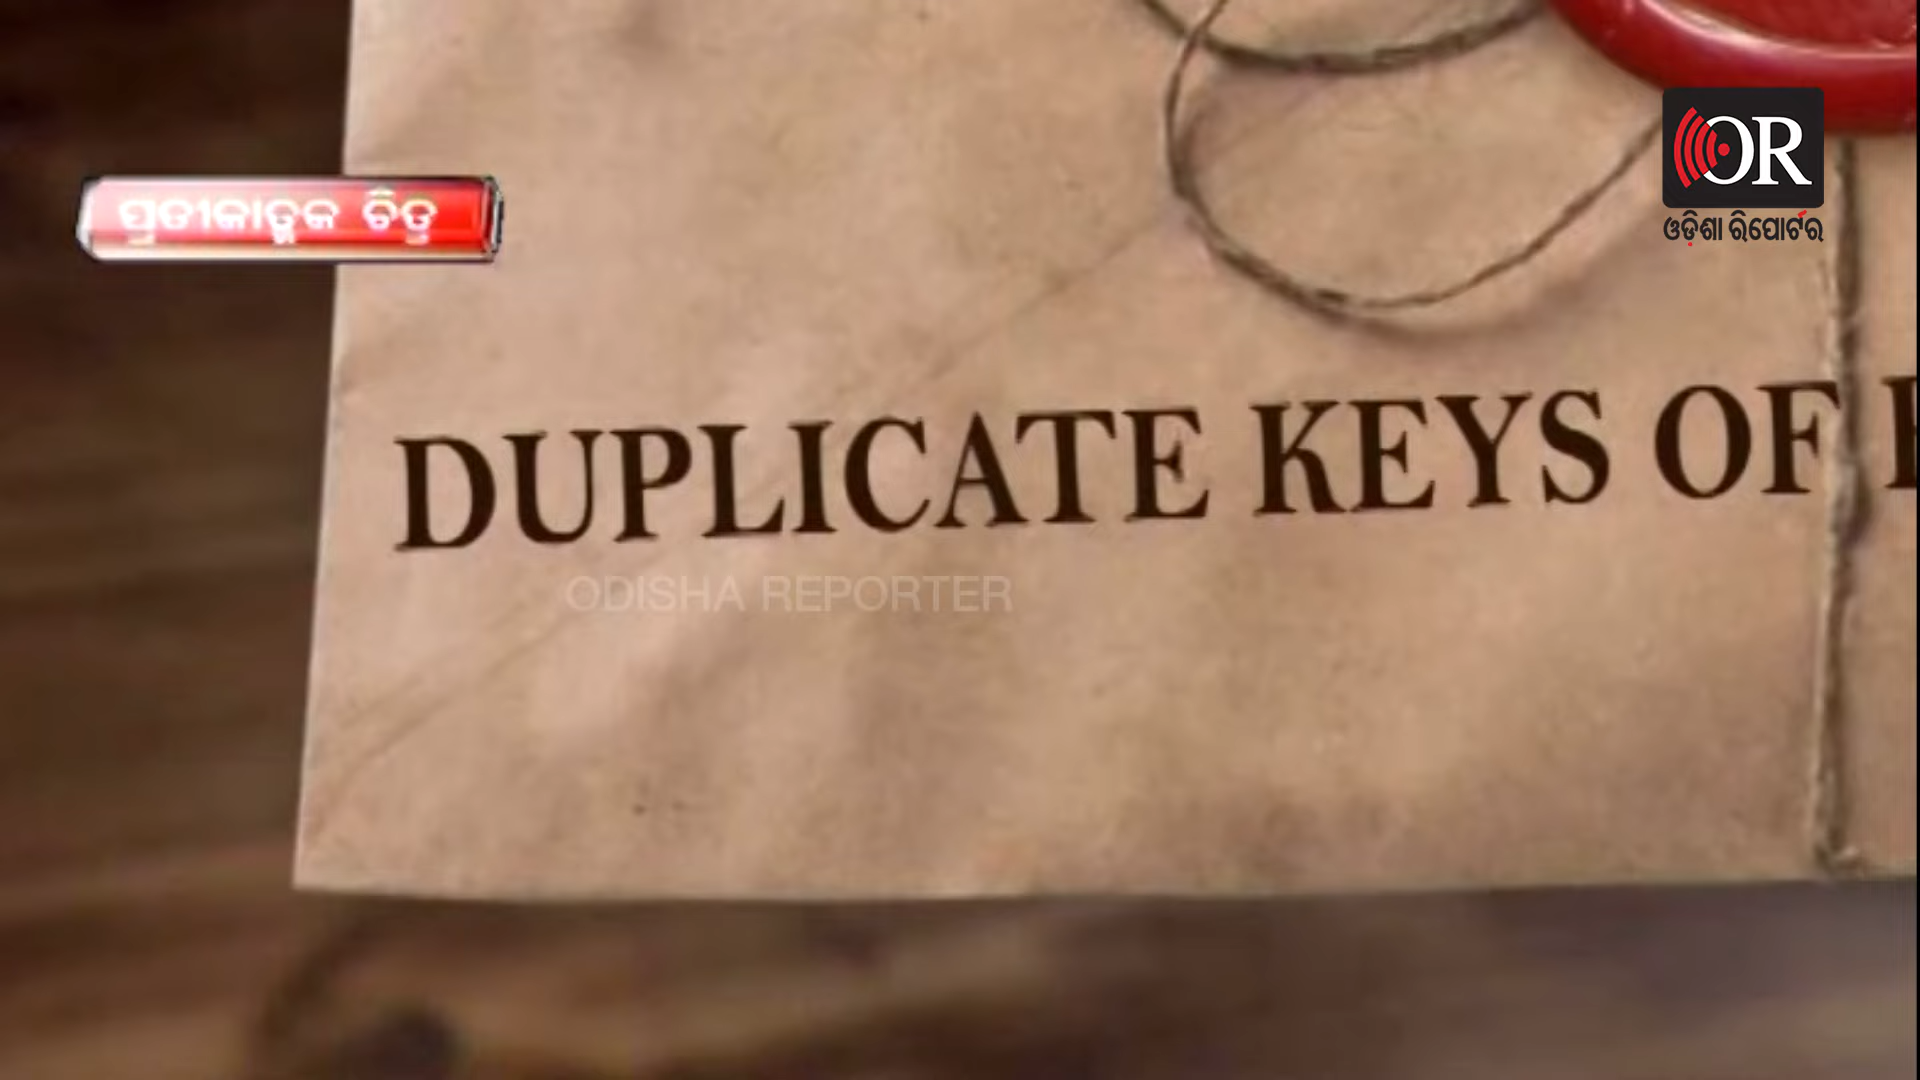 OR
ଓଡ଼ିଶା ରିପୋର୍ଟର
ପ୍ରତୀକାତ୍ମକ ଚିତ୍ର
DUPLICATE KEYS OF
ODISHA REPORTER